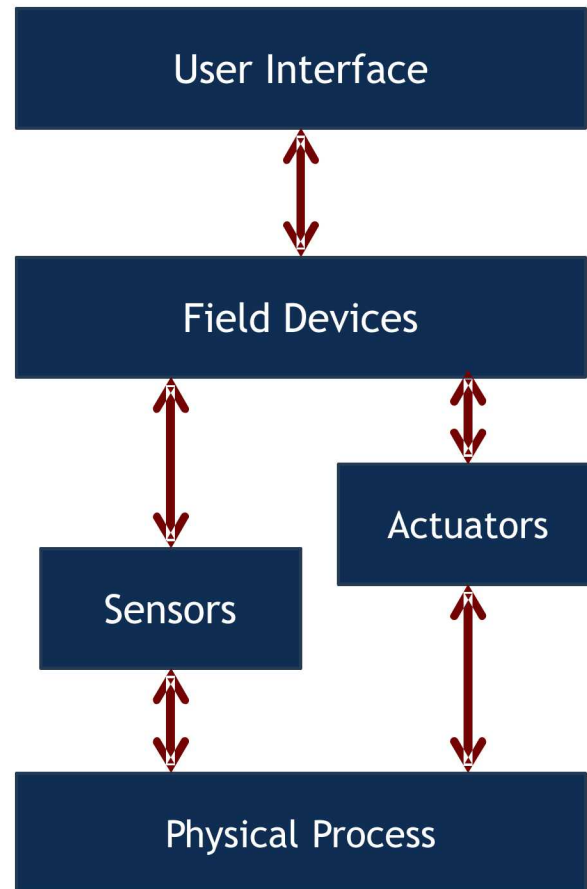 User Interface
Field Devices
Actuators
Sensors
Physical Process